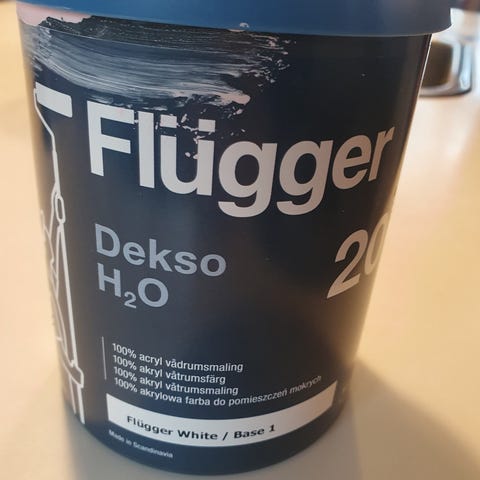 Flügger
Dekso
H₂O
20
100% acryl vådrumsmaling
100% akryl våtrumsfärg
100% akryl våtrumsmaling
100% akrylowa farba do pomieszczeń mokrych
Flügger White / Base 1
Made in Scandinavia